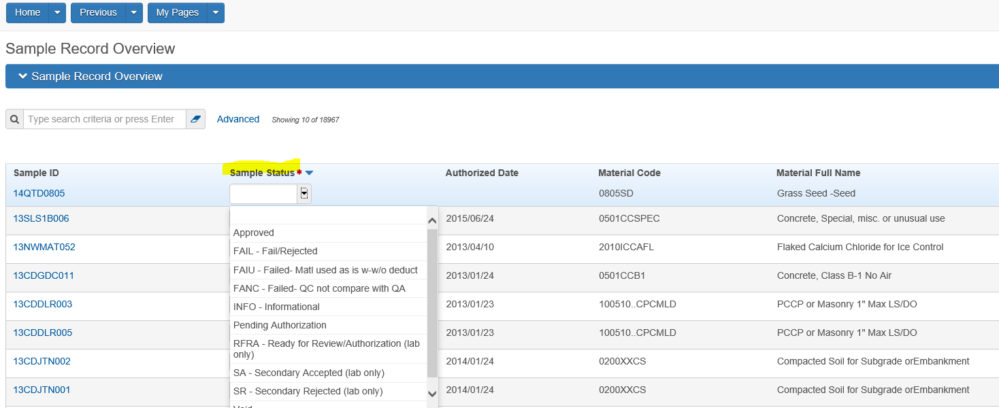 Home Previous My Pages
Sample Record Overview
Sample Record Overview
Type search criteria or press Enter Advanced Showing 10 of 18967
Sample ID Sample Status* Authorized Date Material Code Material Full Name
14QTD0805 0805SD Grass Seed -Seed
13SLS1B006 2015/06/24 0501CCSPEC Concrete, Special, misc. or unusual use
Approved
13NWMAT052 2013/04/10 2010ICCAFL Flaked Calcium Chloride for Ice Control
FAIL - Fail/Rejected
FAIU - Failed- Matl used as is w-w/o deduct
13CDGDC011 2013/01/24 0501CCB1 Concrete, Class B-1 No Air
FANC - Failed- QC not compare with QA
13CDDLR003 2013/01/23 100510..CPCMLD PCCP or Masonry 1" Max LS/DO
INFO - Informational
Pending Authorization
13CDDLR005 2013/01/23 100510..CPCMLD PCCP or Masonry 1" Max LS/DO
RFRA - Ready for Review/Authorization (lab
only)
13CDJTN002 2014/01/24 0200XXCS Compacted Soil for Subgrade orEmbankment
SA - Secondary Accepted (lab only)
13CDJTN001 2014/01/24 0200XXCS Compacted Soil for Subgrade orEmbankment
SR - Secondary Rejected (lab only)
Void